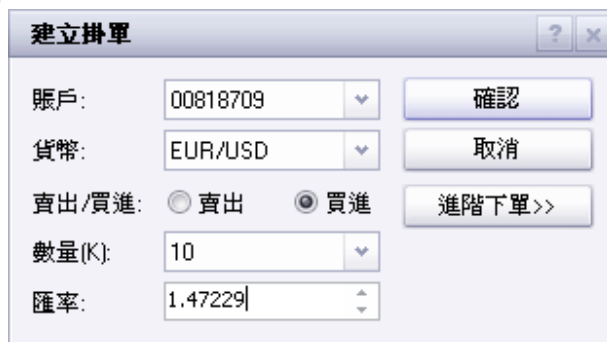 建立掛單
賬戶: 00818709 確認
貨幣: EUR/USD 取消
賣出/買進: 賣出 買進 進階下單>>
數量(K): 10
匯率: 1.47229